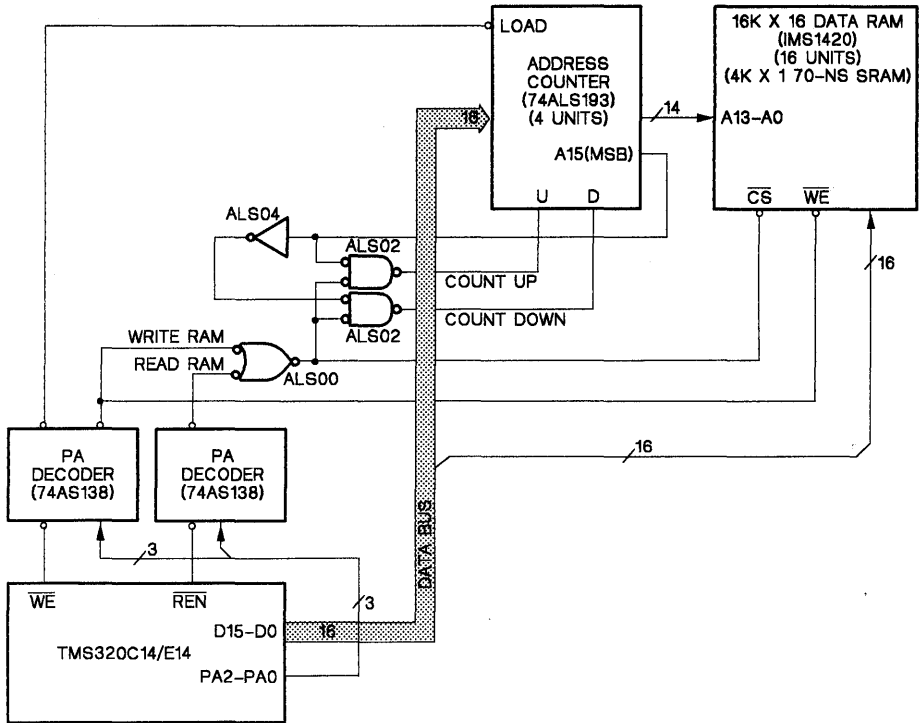 LOAD
ADDRESS
COUNTER
(74ALS193)
(4 UNITS)
A15(MSB)
U D
16K X 16 DATA RAM
(IMS1420)
(16 UNITS)
(4K X 1 70-NS SRAM)
A13-A0
CS WE
14
16
16
ALS04
ALS02
COUNT UP
COUNT DOWN
ALS02
WRITE RAM
READ RAM
ALS00
16
PA
DECODER
(74AS138)
PA
DECODER
(74AS138)
DATA BUS
3
3
WE REN
D15-D0
16
TMS320C14/E14
PA2-PA0